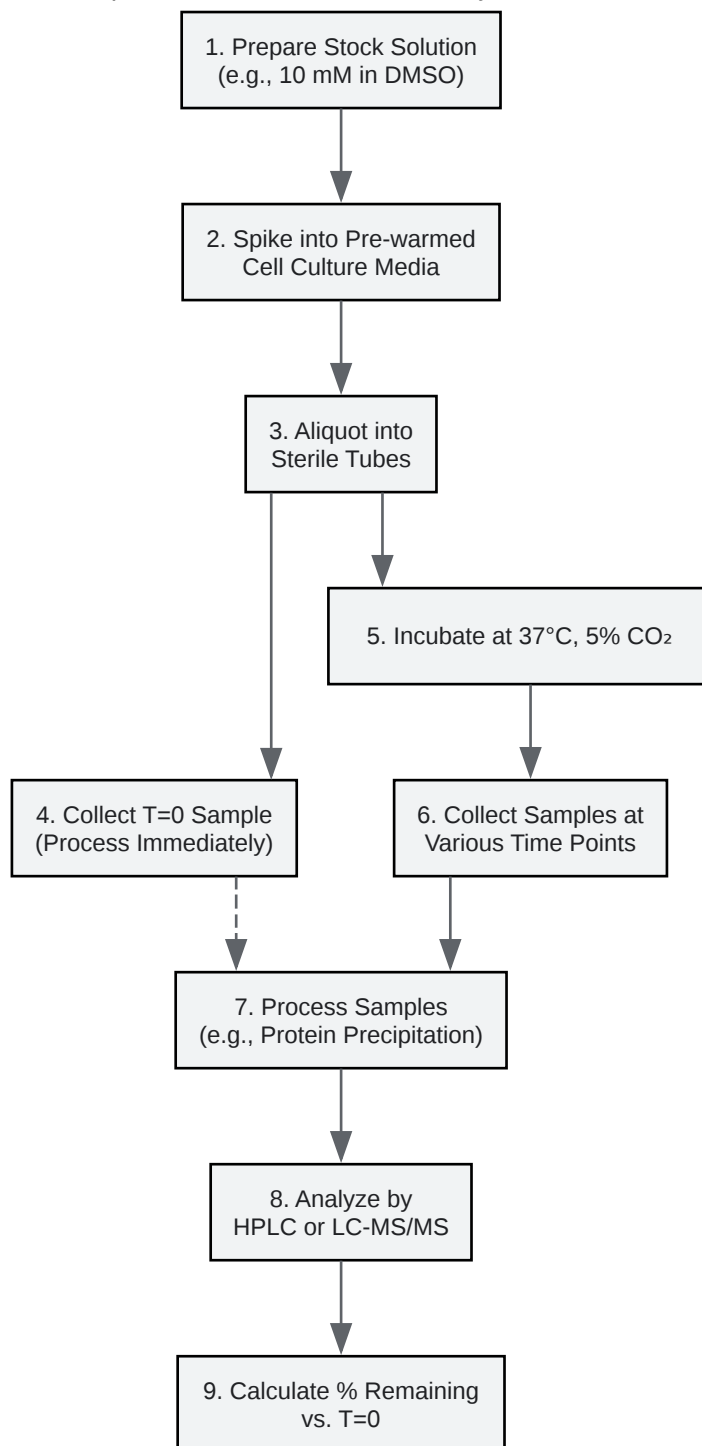 1. Prepare Stock Solution
(e.g., 10 mM in DMSO)
2. Spike into Pre-warmed
Cell Culture Media
3. Aliquot into
Sterile Tubes
5. Incubate at 37°C, 5% CO₂
4. Collect T=0 Sample
(Process Immediately)
6. Collect Samples at
Various Time Points
7. Process Samples
(e.g., Protein Precipitation)
8. Analyze by
HPLC or LC-MS/MS
9. Calculate % Remaining
vs. T=0